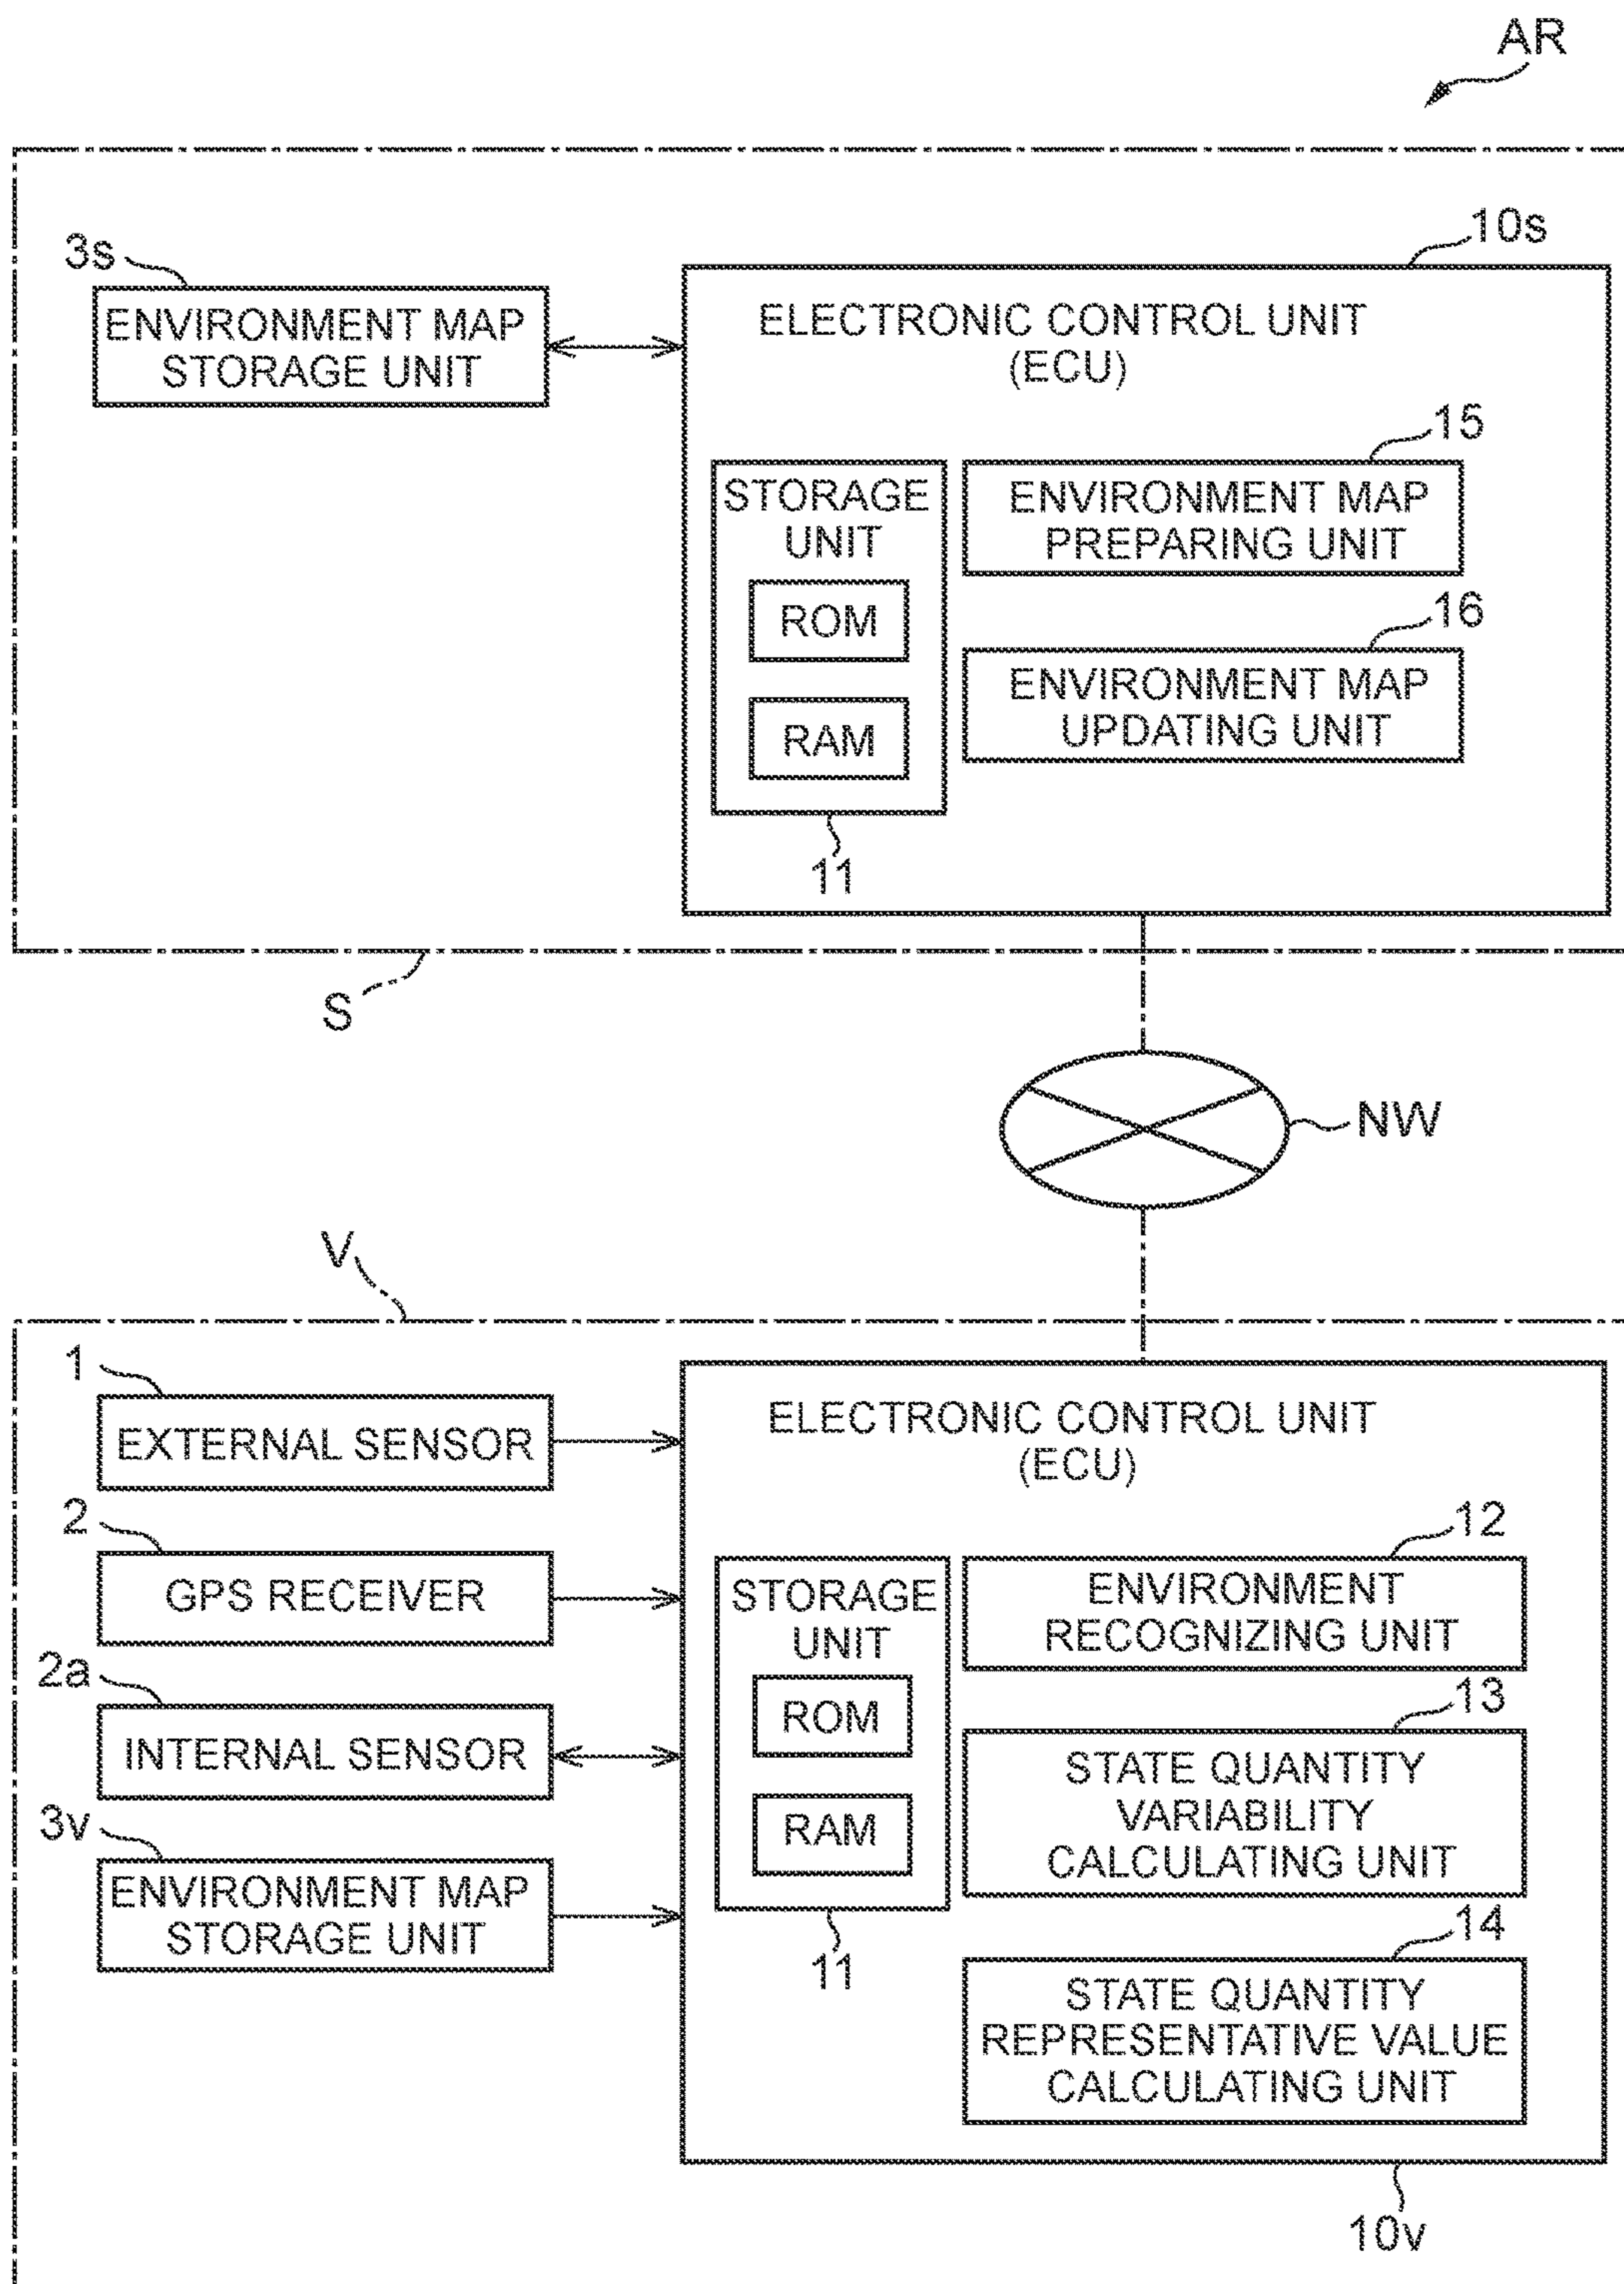 AR
10s
3s
ENVIRONMENT MAP
STORAGE UNIT
ELECTRONIC CONTROL UNIT
(ECU)
15
STORAGE
UNIT
ROM
RAM
11
ENVIRONMENT MAP
PREPARING UNIT
16
ENVIRONMENT MAP
UPDATING UNIT
S
NW
V
1
EXTERNAL SENSOR
2
GPS RECEIVER
2a
INTERNAL SENSOR
3v
ENVIRONMENT MAP
STORAGE UNIT
ELECTRONIC CONTROL UNIT
(ECU)
STORAGE
UNIT
ROM
RAM
11
12
ENVIRONMENT
RECOGNIZING UNIT
13
STATE QUANTITY
VARIABILITY
CALCULATING UNIT
14
STATE QUANTITY
REPRESENTATIVE VALUE
CALCULATING UNIT
10v